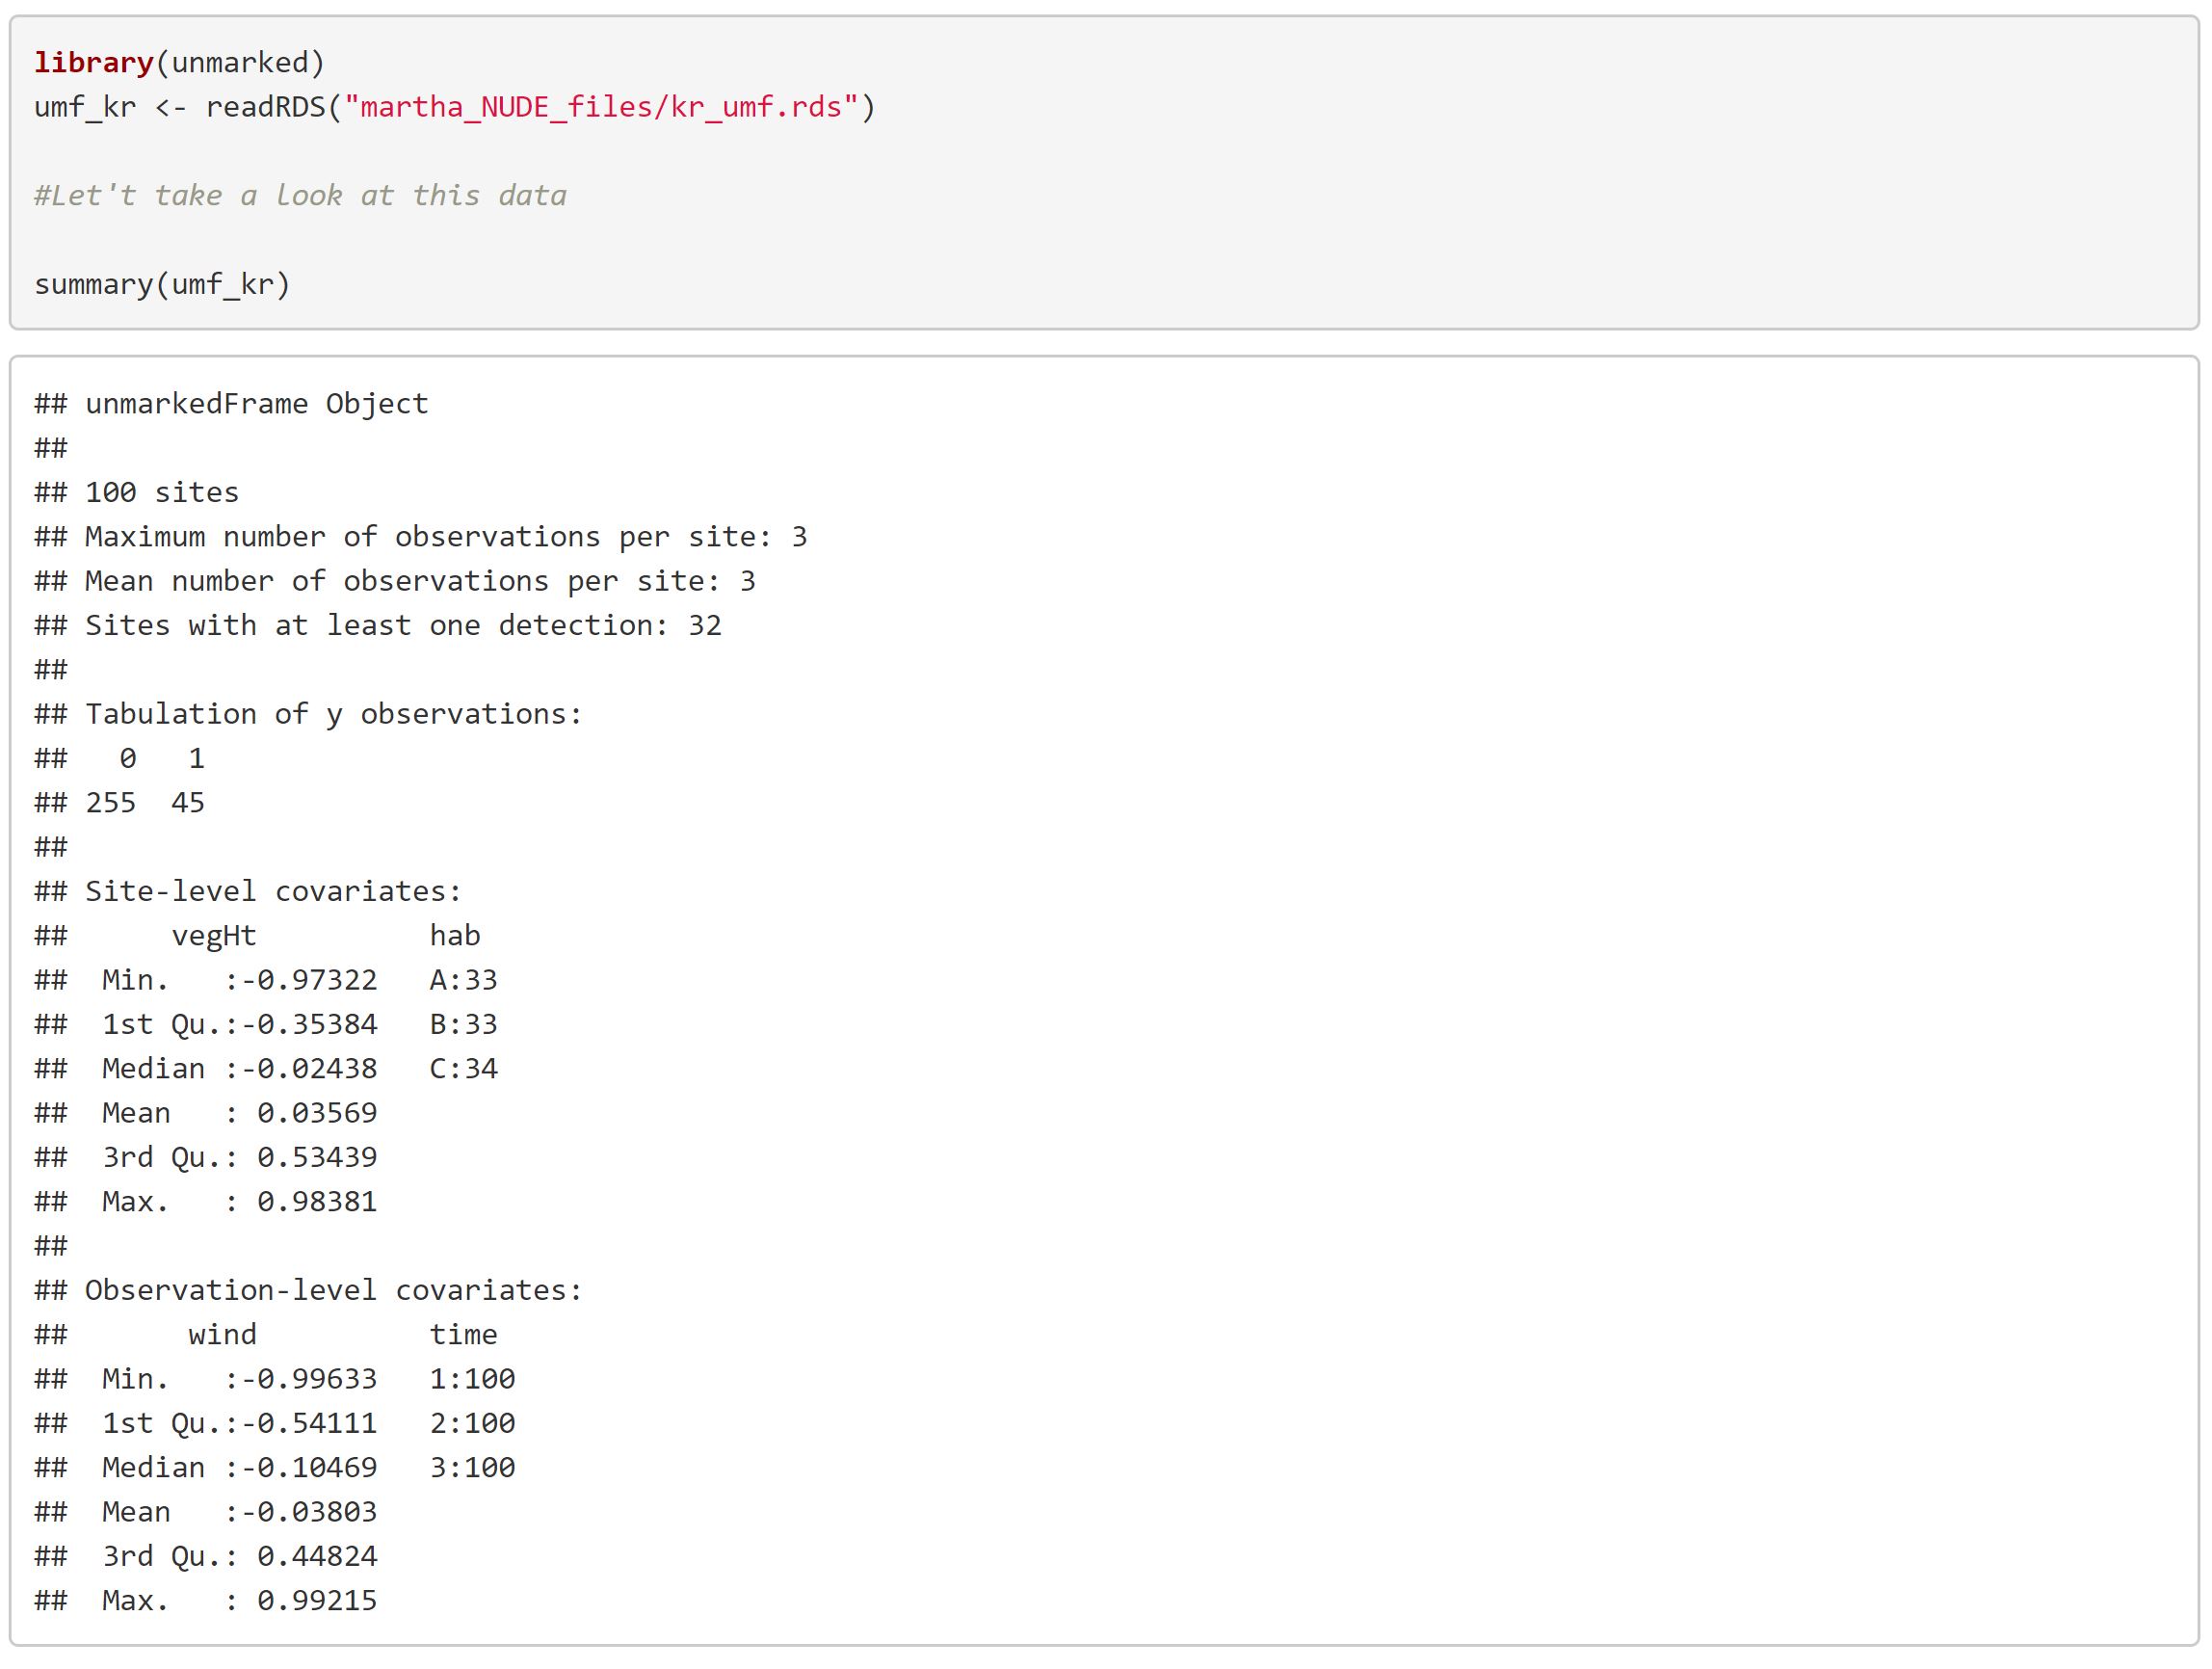 library(unmarked)
umf_kr <- readRDS("martha_NUDE_files/kr_umf.rds")
#Let't take a look at this data
summary(umf_kr)
## unmarkedFrame Object
##
## 100 sites
## Maximum number of observations per site: 3
## Mean number of observations per site: 3
## Sites with at least one detection: 32
##
## Tabulation of y observations:
##   0   1
## 255  45
##
## Site-level covariates:
##      vegHt          hab
##  Min.   :-0.97322   A:33
##  1st Qu.:-0.35384   B:33
##  Median :-0.02438   C:34
##  Mean   : 0.03569
##  3rd Qu.: 0.53439
##  Max.   : 0.98381
##
## Observation-level covariates:
##       wind          time
##  Min.   :-0.99633   1:100
##  1st Qu.:-0.54111   2:100
##  Median :-0.10469   3:100
##  Mean   :-0.03803
##  3rd Qu.: 0.44824
##  Max.   : 0.99215